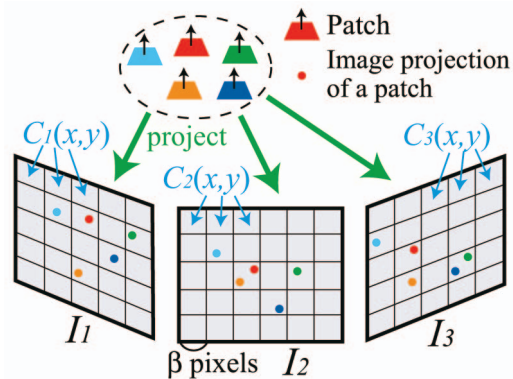 Patch
Image projection
of a patch
project
C1(x,y)
C2(x,y)
C3(x,y)
I1
β pixels
I2
I3